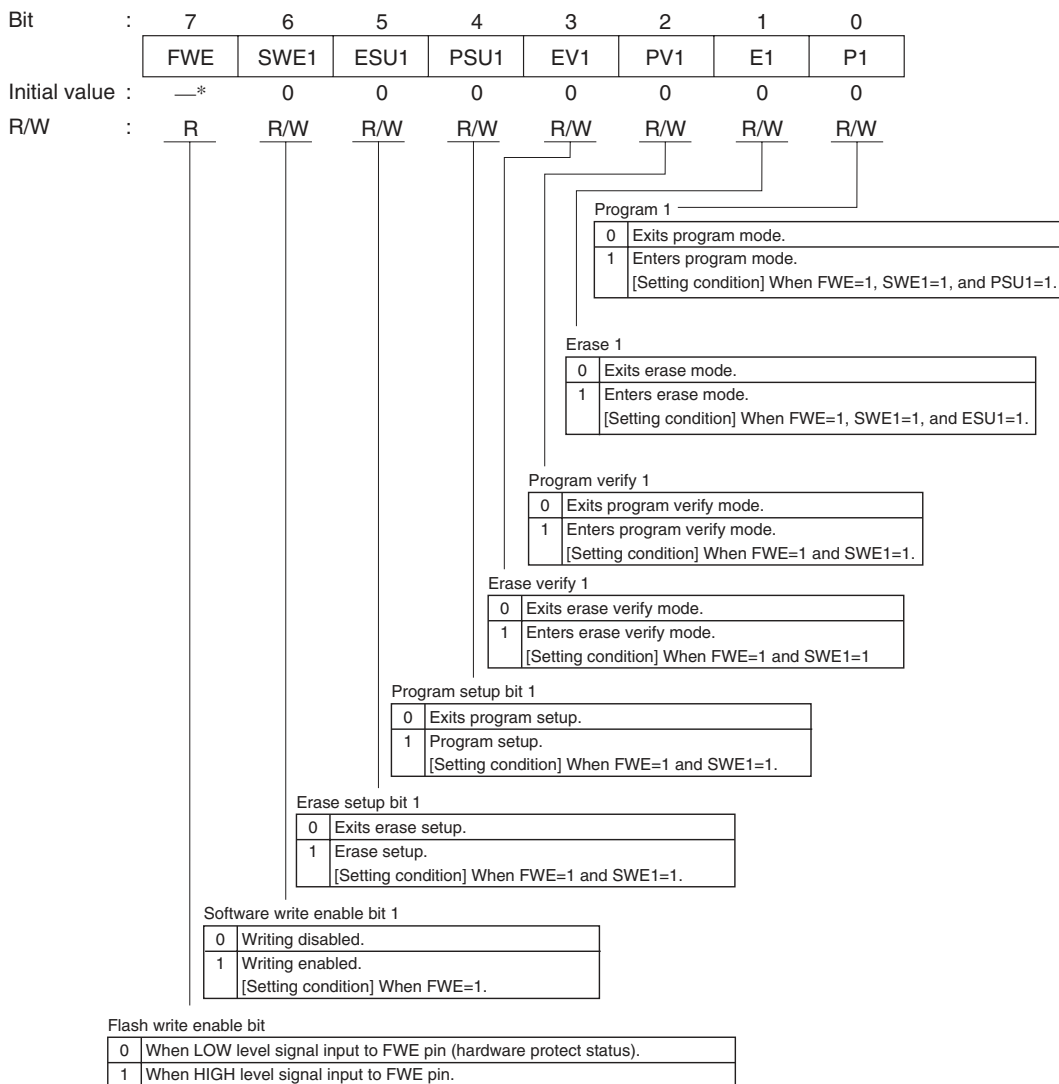 Bit : 7 6 5 4 3 2 1 0
FWE SWE1 ESU1 PSU1 EV1 PV1 E1 P1
Initial value : —* 0 0 0 0 0 0 0
R/W : R R/W R/W R/W R/W R/W R/W R/W
Program 1
0 Exits program mode.
1 Enters program mode.
[Setting condition] When FWE=1, SWE1=1, and PSU1=1.
Erase 1
0 Exits erase mode.
1 Enters erase mode.
[Setting condition] When FWE=1, SWE1=1, and ESU1=1.
Program verify 1
0 Exits program verify mode.
1 Enters program verify mode.
[Setting condition] When FWE=1 and SWE1=1.
Erase verify 1
0 Exits erase verify mode.
1 Enters erase verify mode.
[Setting condition] When FWE=1 and SWE1=1
Program setup bit 1
0 Exits program setup.
1 Program setup.
[Setting condition] When FWE=1 and SWE1=1.
Erase setup bit 1
0 Exits erase setup.
1 Erase setup.
[Setting condition] When FWE=1 and SWE1=1.
Software write enable bit 1
0 Writing disabled.
1 Writing enabled.
[Setting condition] When FWE=1.
Flash write enable bit
0 When LOW level signal input to FWE pin (hardware protect status).
1 When HIGH level signal input to FWE pin.